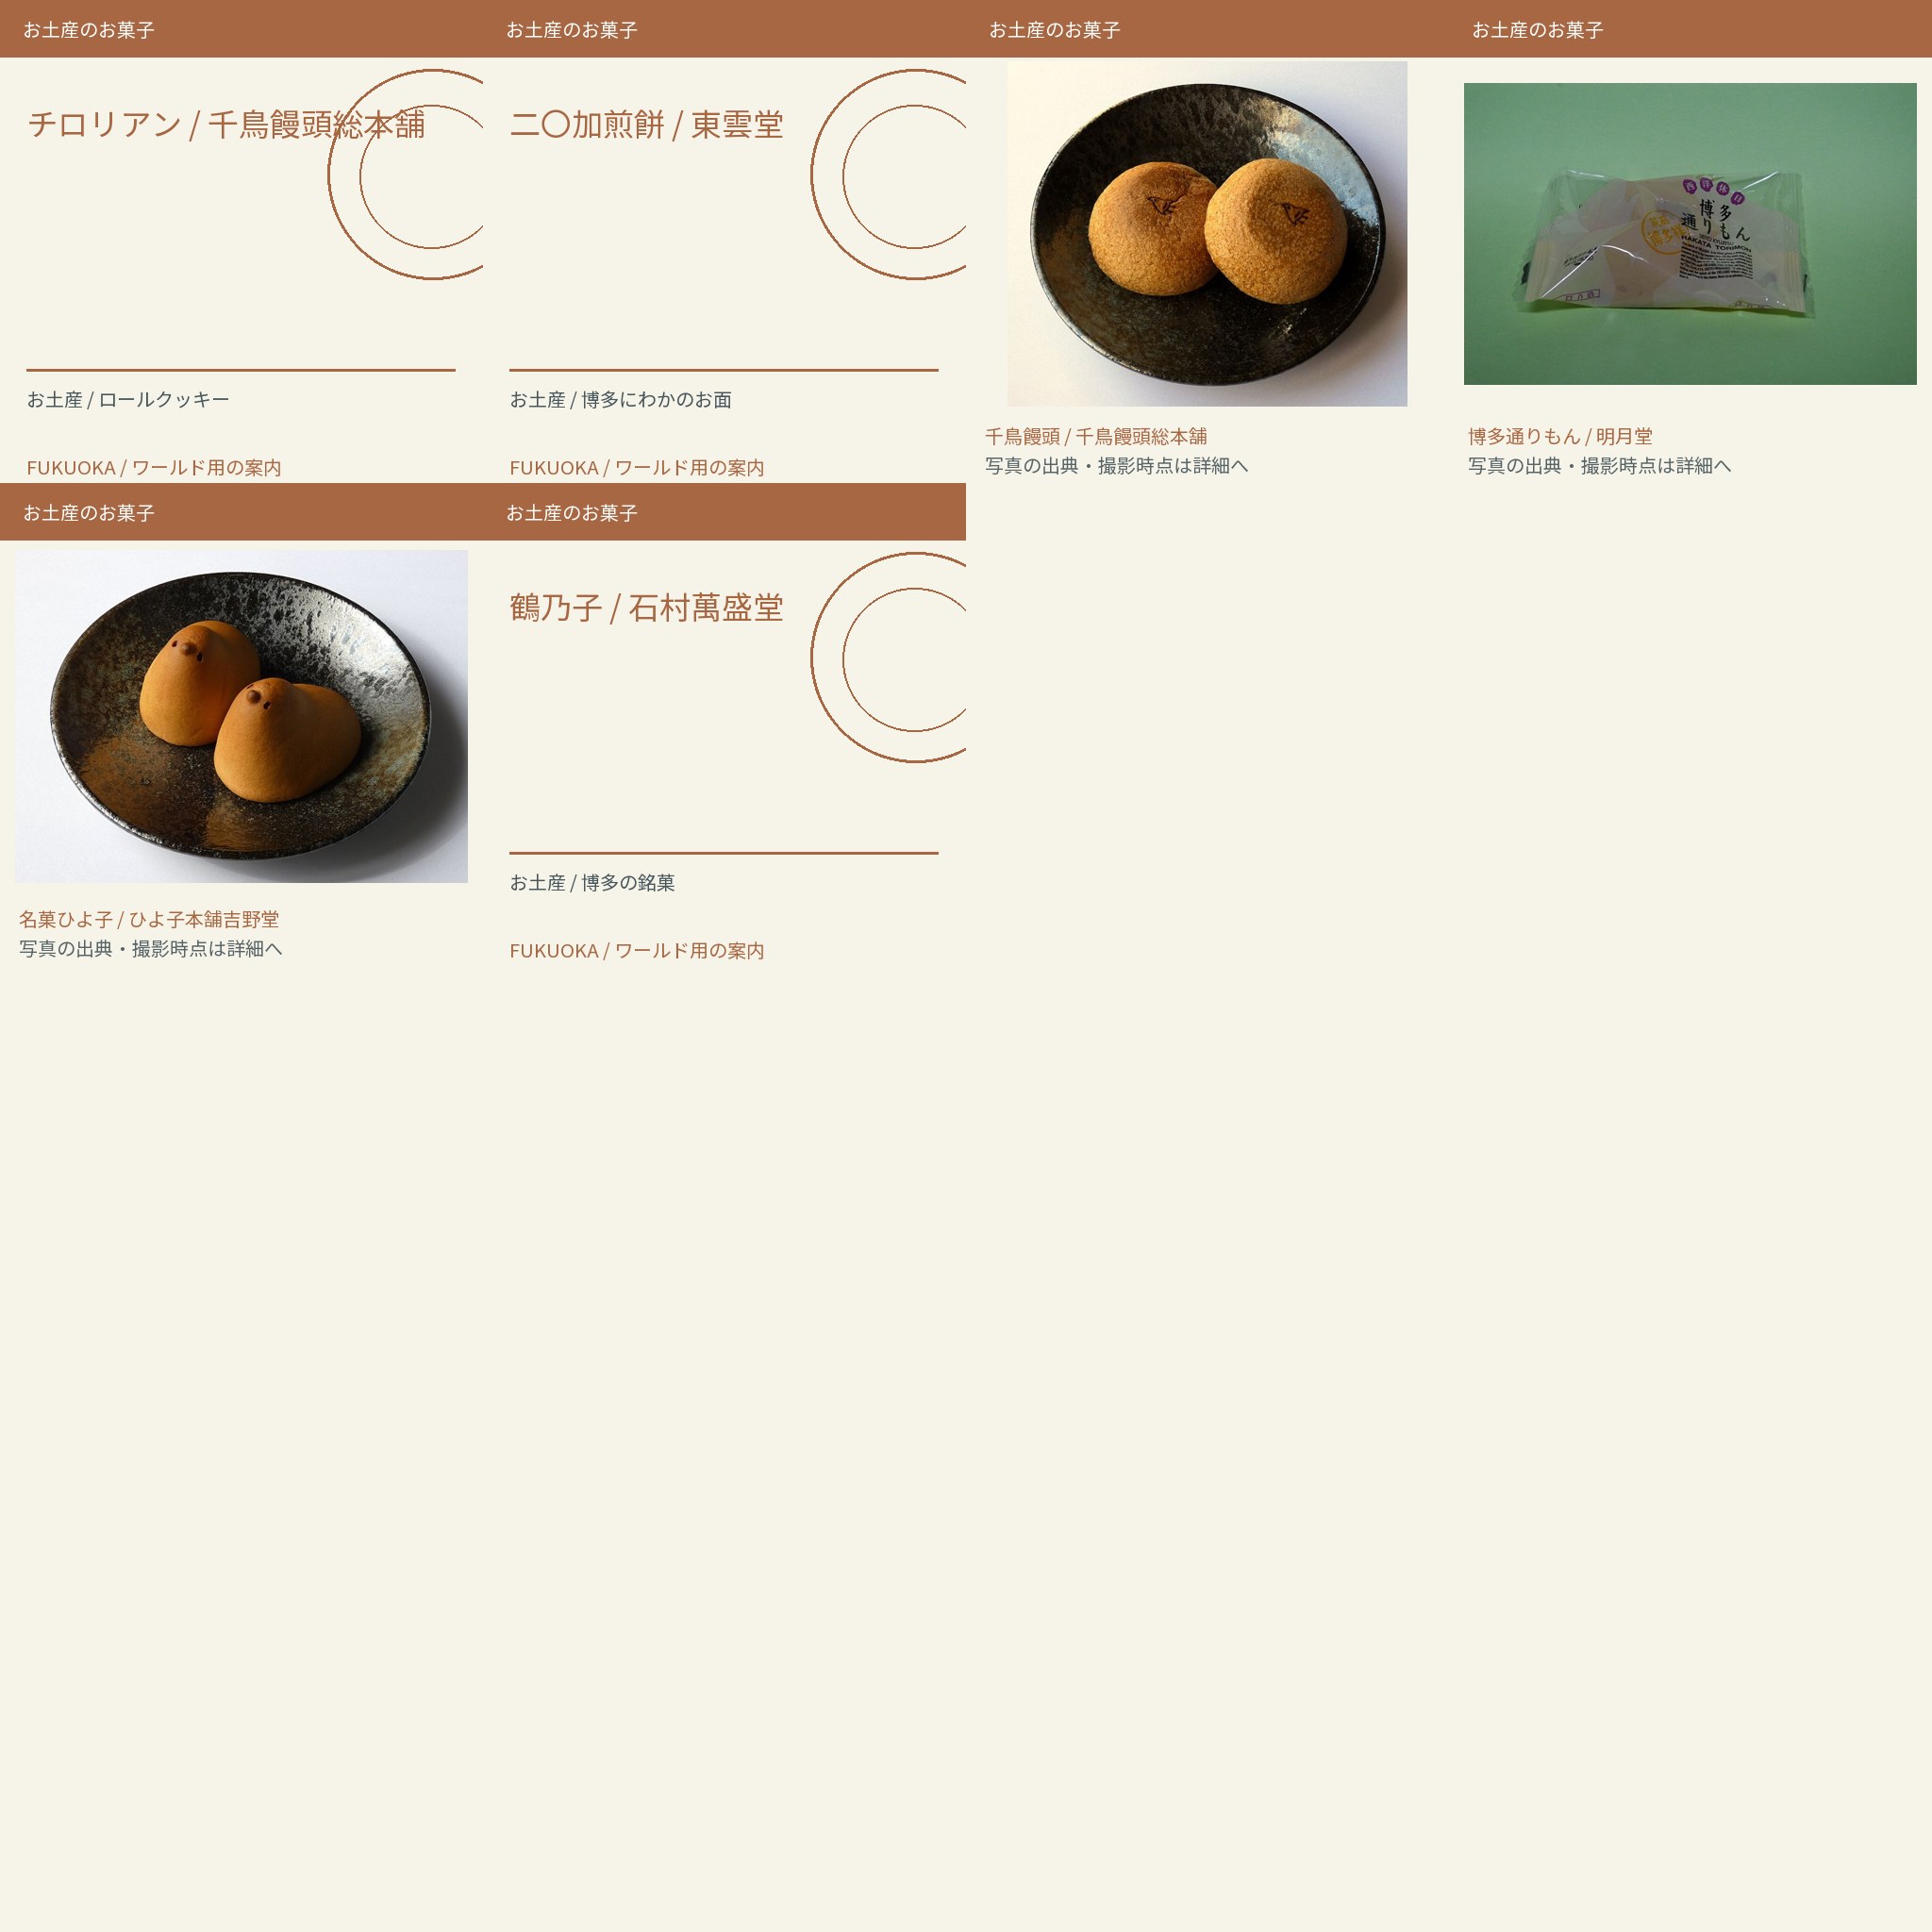 お土産のお菓子
チロリアン / 千鳥饅頭総本舗
お土産 / ロールクッキー
FUKUOKA / ワールド用の案内
お土産のお菓子
二〇加煎餅 / 東雲堂
お土産 / 博多にわかのお面
FUKUOKA / ワールド用の案内
お土産のお菓子
千鳥饅頭 / 千鳥饅頭総本舗
写真の出典・撮影時点は詳細へ
お土産のお菓子
博多
通りもん
HAKATA TORIMON
博多通りもん / 明月堂
写真の出典・撮影時点は詳細へ
お土産のお菓子
名菓ひよ子 / ひよ子本舗吉野堂
写真の出典・撮影時点は詳細へ
お土産のお菓子
鶴乃子 / 石村萬盛堂
お土産 / 博多の銘菓
FUKUOKA / ワールド用の案内